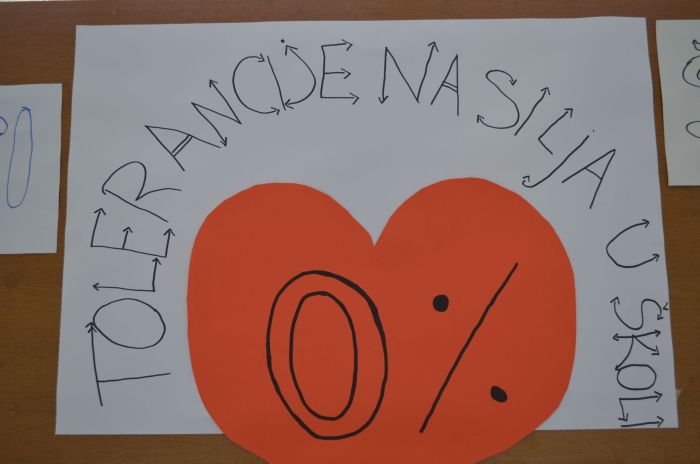 TOLERANCIJE NASILJA U ŠKOLI
0%